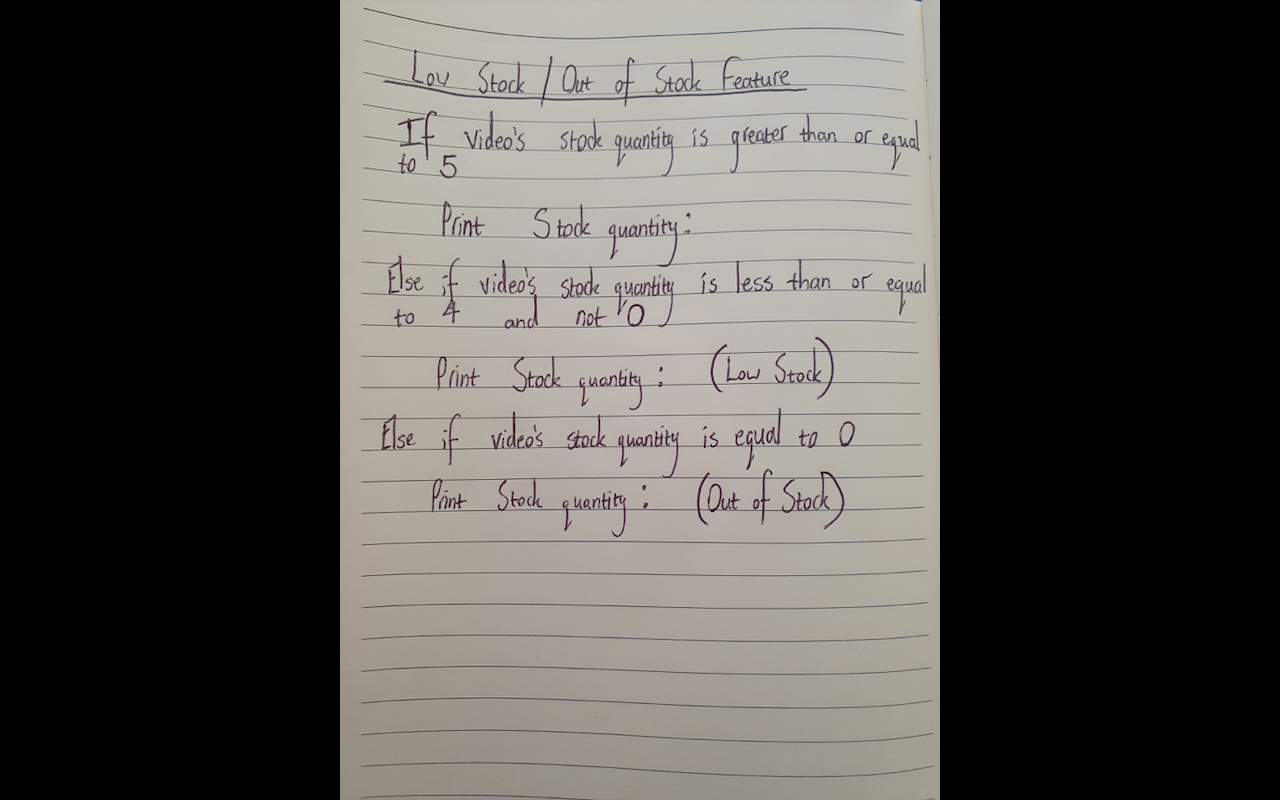 Low Stock / Out of Stock Feature
If video's stock quantity is greater than or equal
to 5
Print Stock quantity:
Else if video's stock quantity is less than or equal
to 4 and not 0
Print Stock quantity: (Low Stock)
Else if video's stock quantity is equal to 0
Print Stock quantity: (Out of Stock)